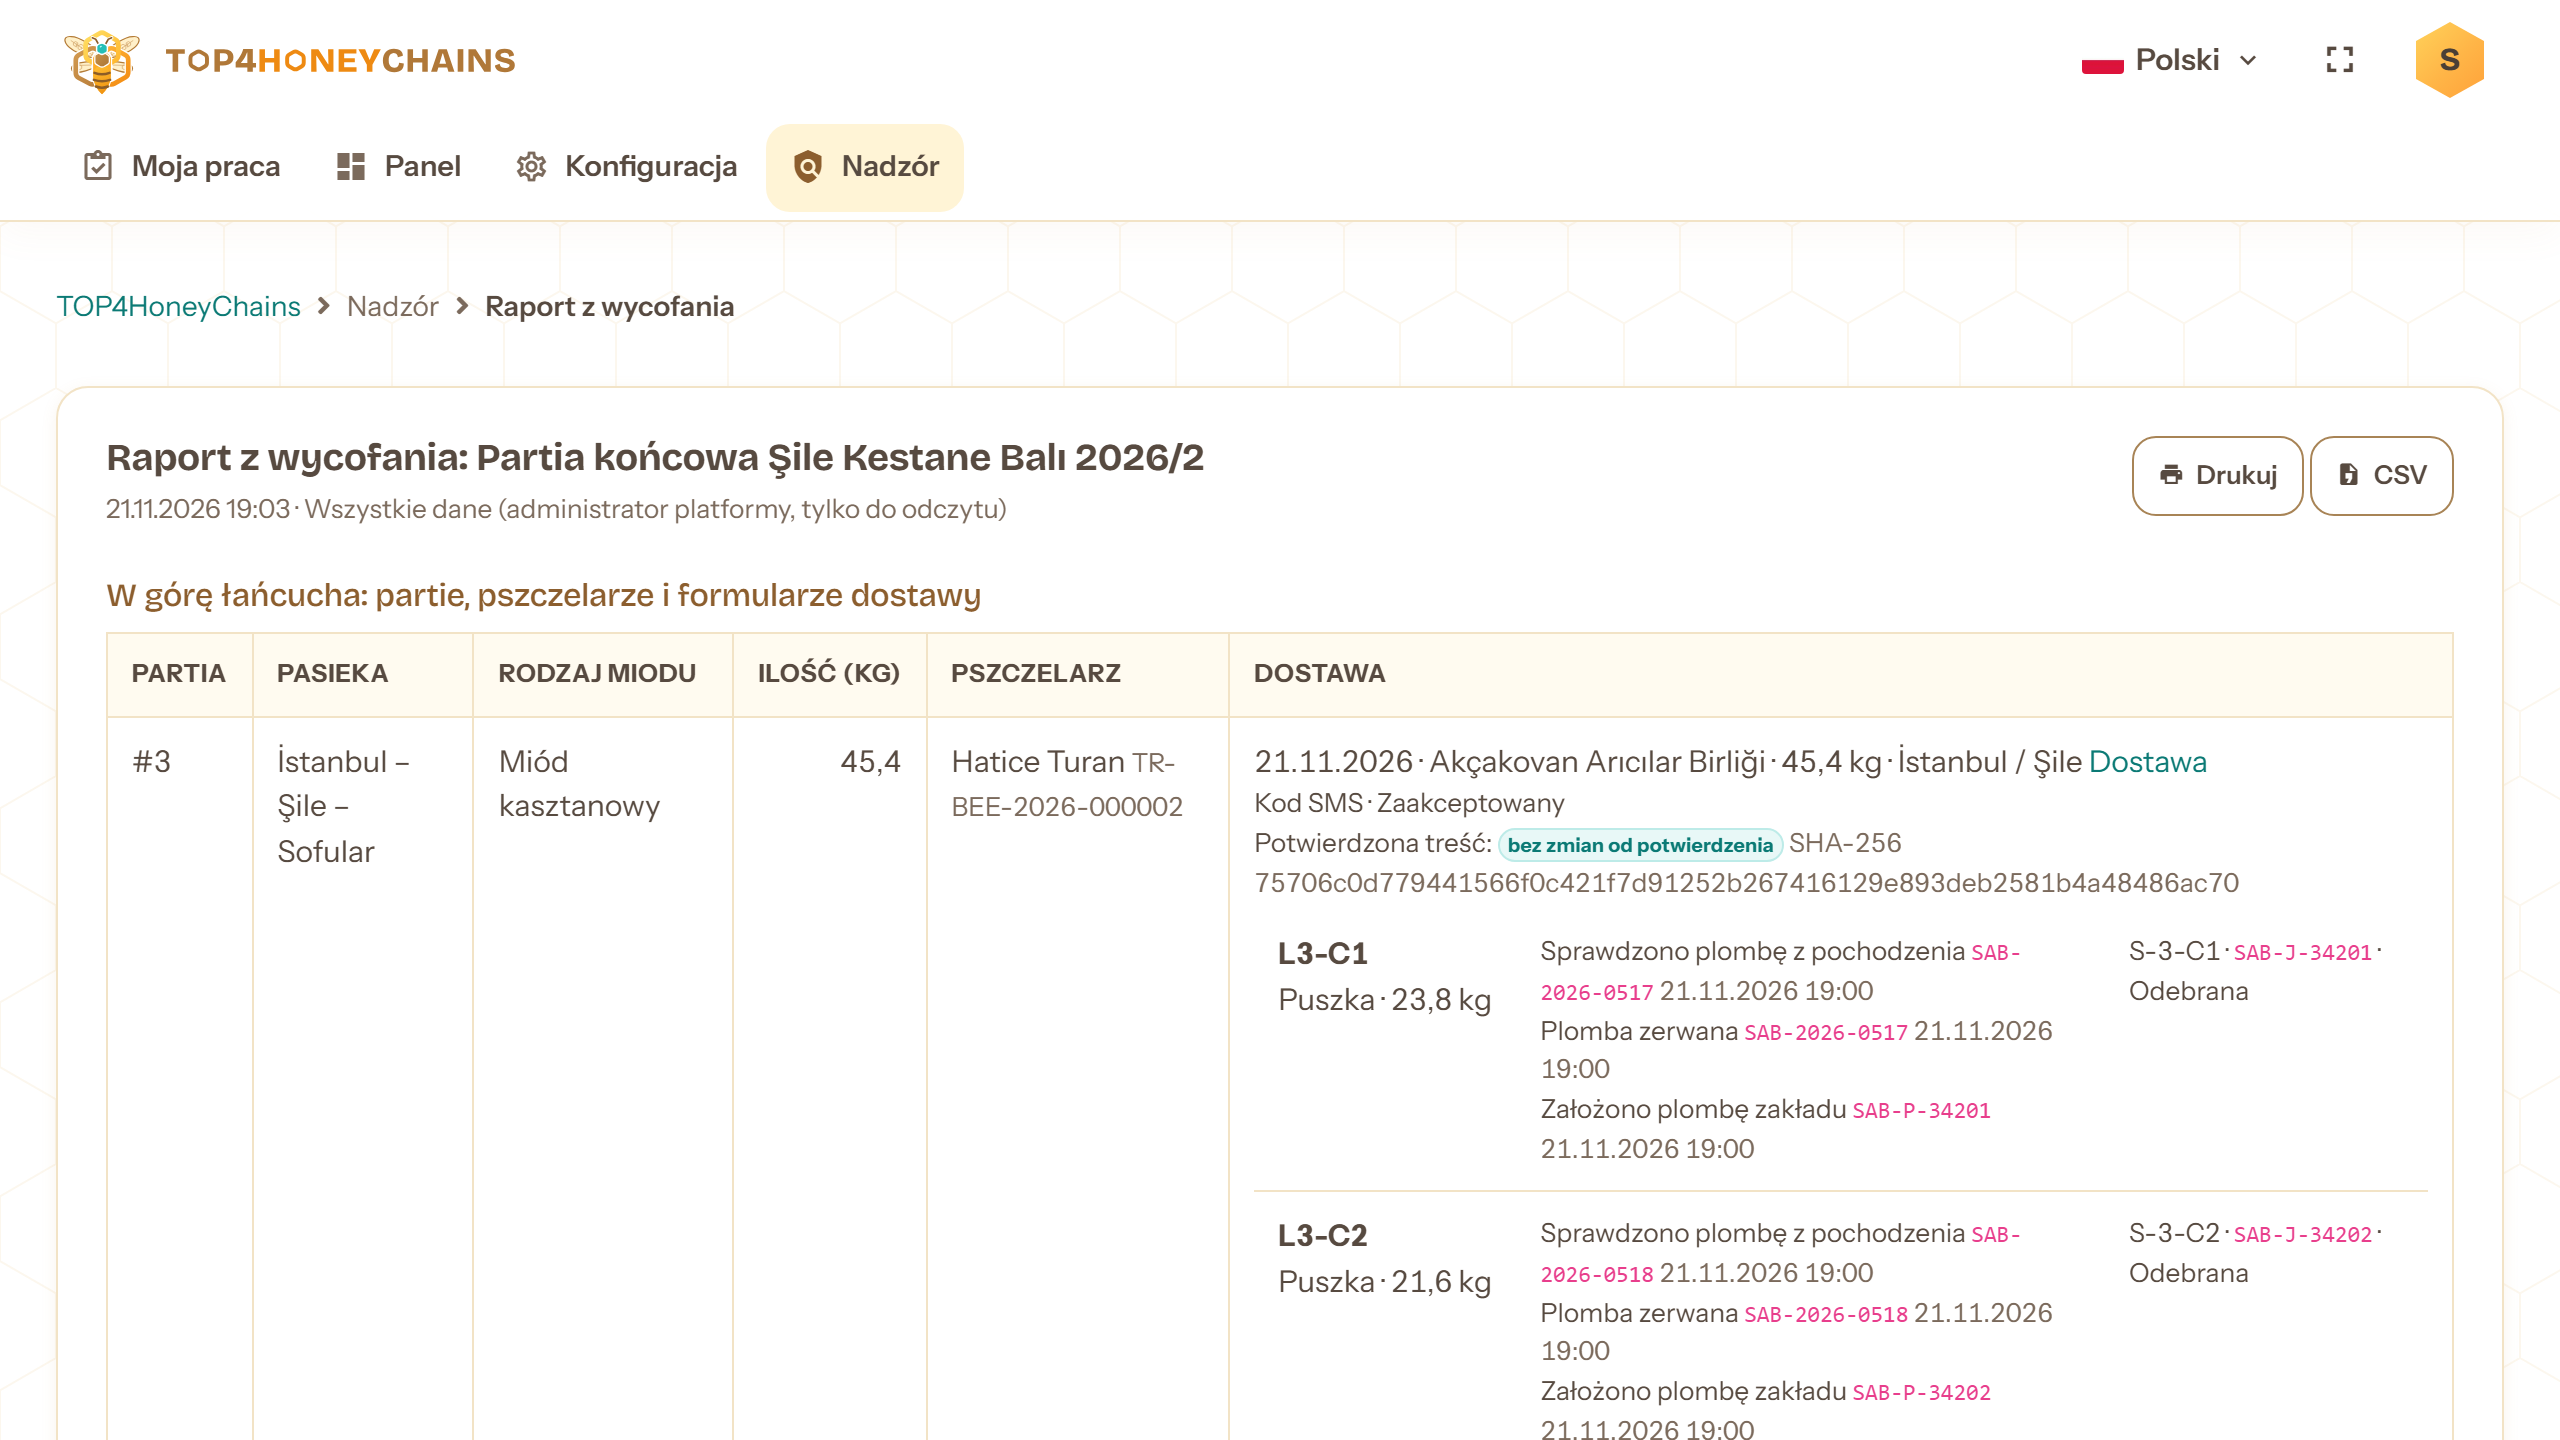 TOP4HONEYCHAINS
Polski
S
Moja praca
Panel
Konfiguracja
Nadzór
TOP4HoneyChains > Nadzór > Raport z wycofania
Raport z wycofania: Partia końcowa Şile Kestane Balı 2026/2
21.11.2026 19:03 · Wszystkie dane (administrator platformy, tylko do odczytu)
Drukuj
CSV
W górę łańcucha: partie, pszczelarze i formularze dostawy
PARTIA PASIEKA RODZAJ MIODU ILOŚĆ (KG) PSZCZELARZ DOSTAWA
#3
İstanbul –
Şile –
Sofular
Miód
kasztanowy
45,4
Hatice Turan TR-
BEE-2026-000002
21.11.2026 · Akçakovan Arıcılar Birliği · 45,4 kg · İstanbul / Şile Dostawa
Kod SMS · Zaakceptowany
Potwierdzona treść: bez zmian od potwierdzenia SHA-256
75706c0d779441566f0c421f7d91252b267416129e893deb2581b4a48486ac70
L3-C1
Puszka · 23,8 kg
Sprawdzono plombę z pochodzenia SAB-
2026-0517 21.11.2026 19:00
Plomba zerwana SAB-2026-0517 21.11.2026
19:00
Założono plombę zakładu SAB-P-34201
21.11.2026 19:00
S-3-C1 · SAB-J-34201 ·
Odebrana
L3-C2
Puszka · 21,6 kg
Sprawdzono plombę z pochodzenia SAB-
2026-0518 21.11.2026 19:00
Plomba zerwana SAB-2026-0518 21.11.2026
19:00
Założono plombę zakładu SAB-P-34202
21.11.2026 19:00
S-3-C2 · SAB-J-34202 ·
Odebrana